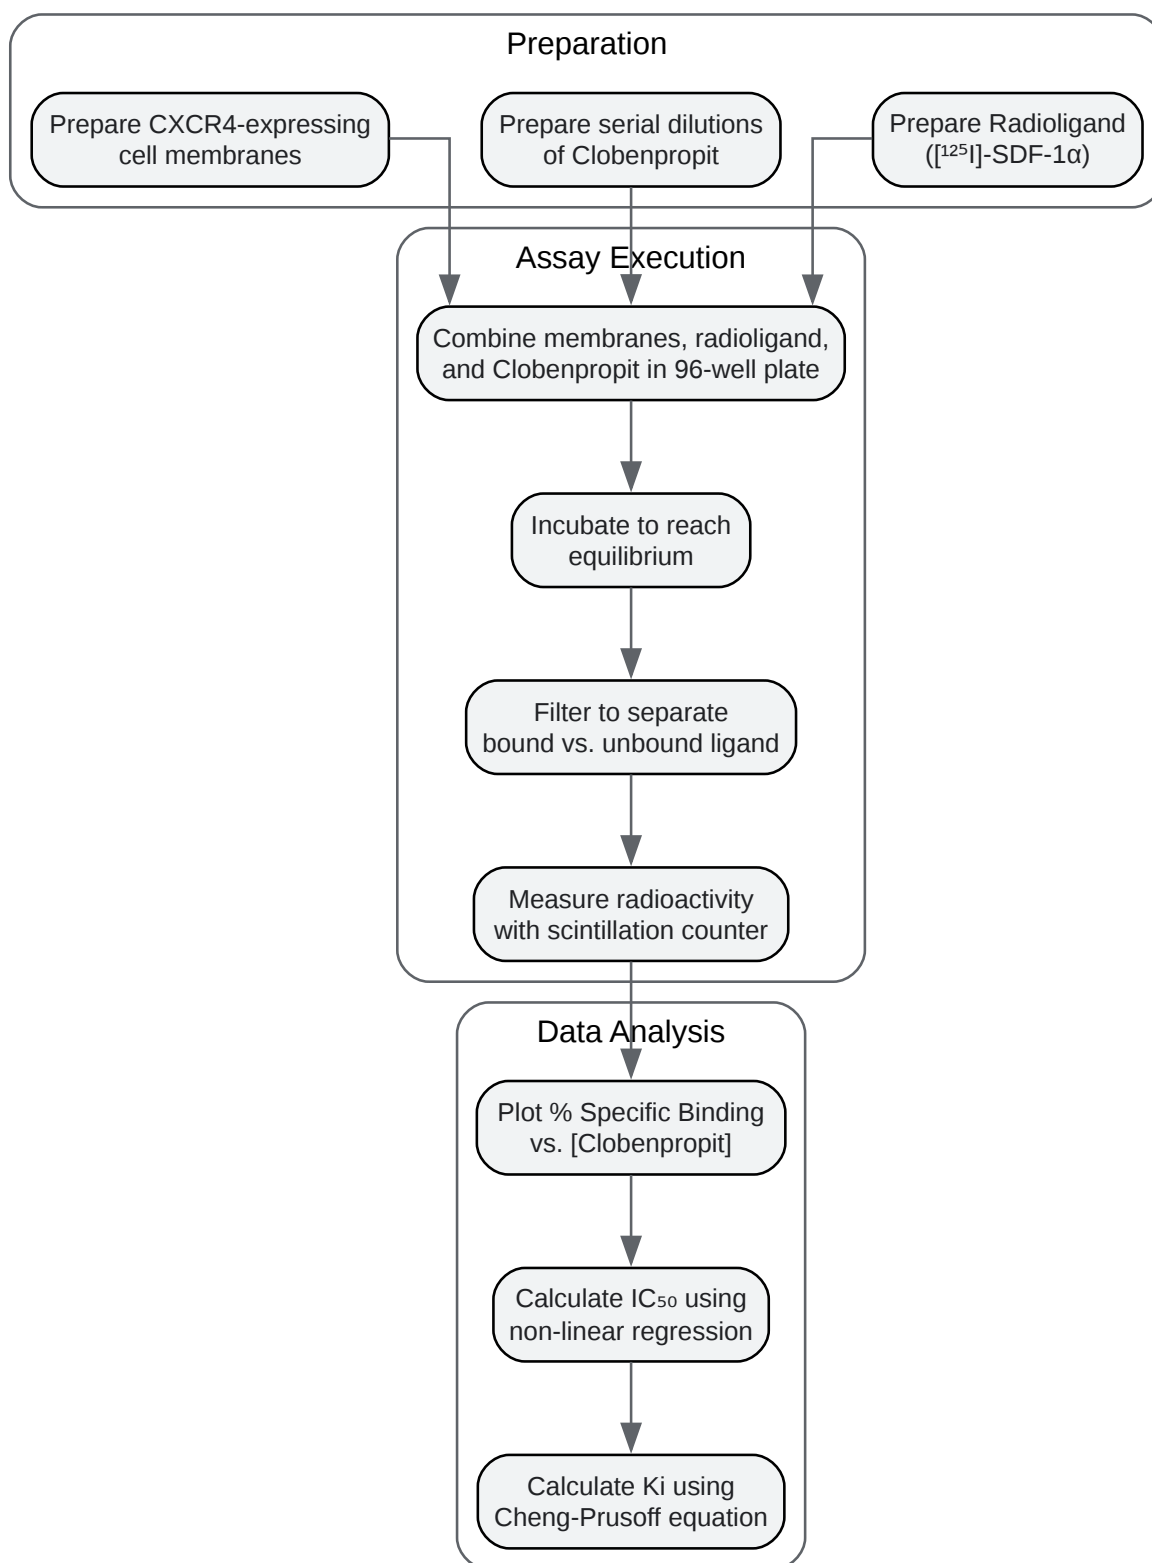 Preparation
Prepare CXCR4-expressing
cell membranes
Prepare serial dilutions
of Clobenpropit
Prepare Radioligand
([¹²⁵I]-SDF-1α)
Assay Execution
Combine membranes, radioligand,
and Clobenpropit in 96-well plate
Incubate to reach
equilibrium
Filter to separate
bound vs. unbound ligand
Measure radioactivity
with scintillation counter
Data Analysis
Plot % Specific Binding
vs. [Clobenpropit]
Calculate IC₅₀ using
non-linear regression
Calculate Ki using
Cheng-Prusoff equation